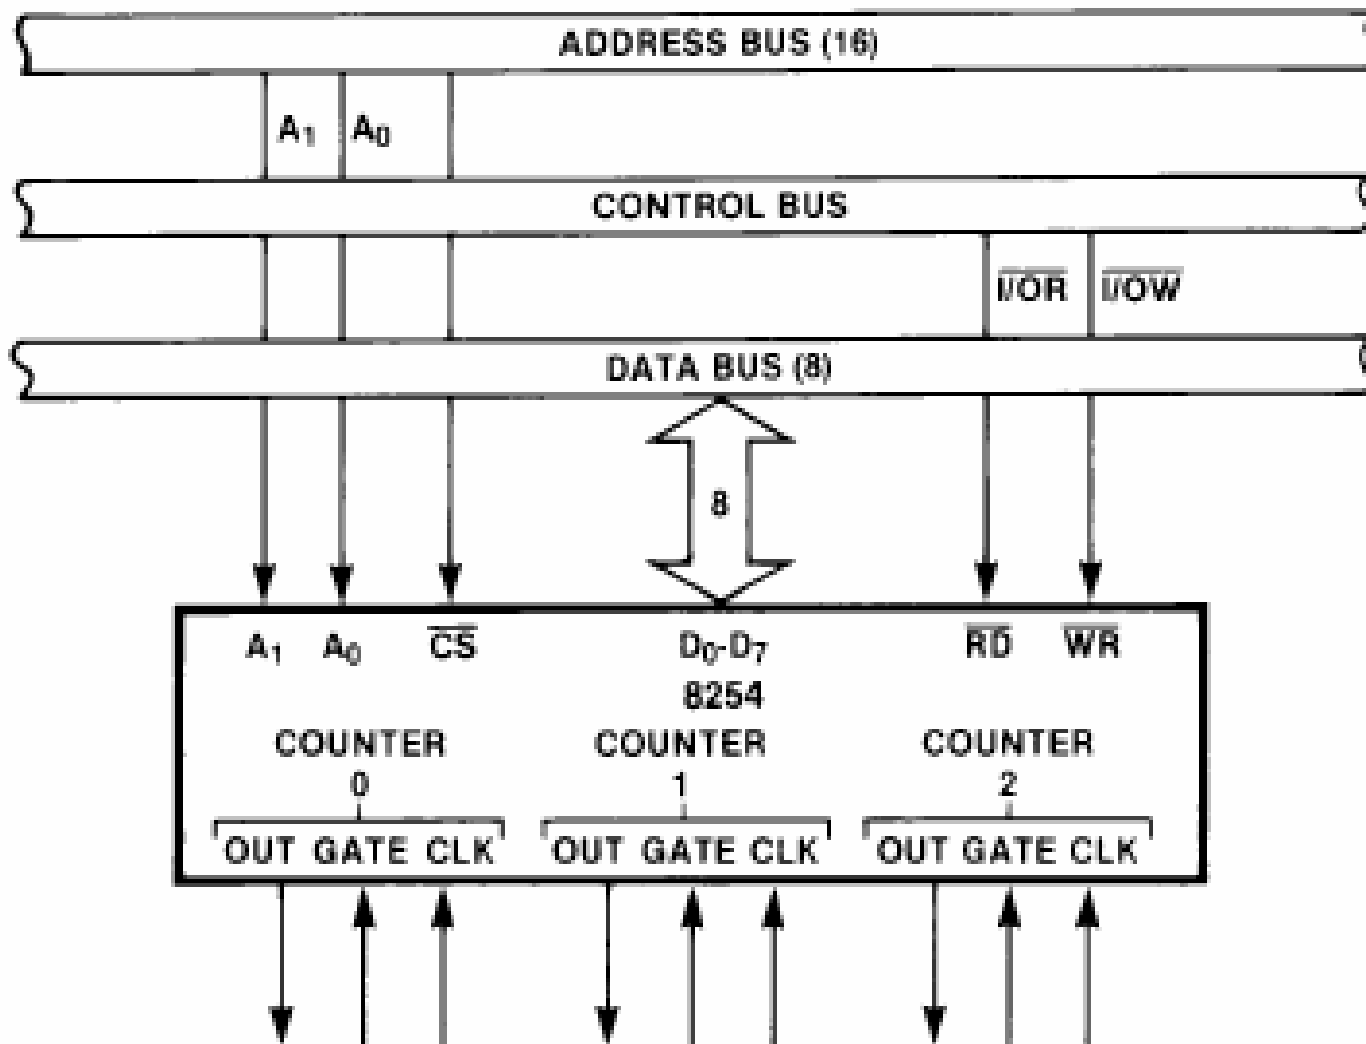 ADDRESS BUS (16)
A₁ A₀
CONTROL BUS
I/OR I/OW
DATA BUS (8)
8
A₁ A₀ CS D₀-D₇ RD WR
8254
COUNTER COUNTER COUNTER
0 1 2
OUT GATE CLK OUT GATE CLK OUT GATE CLK